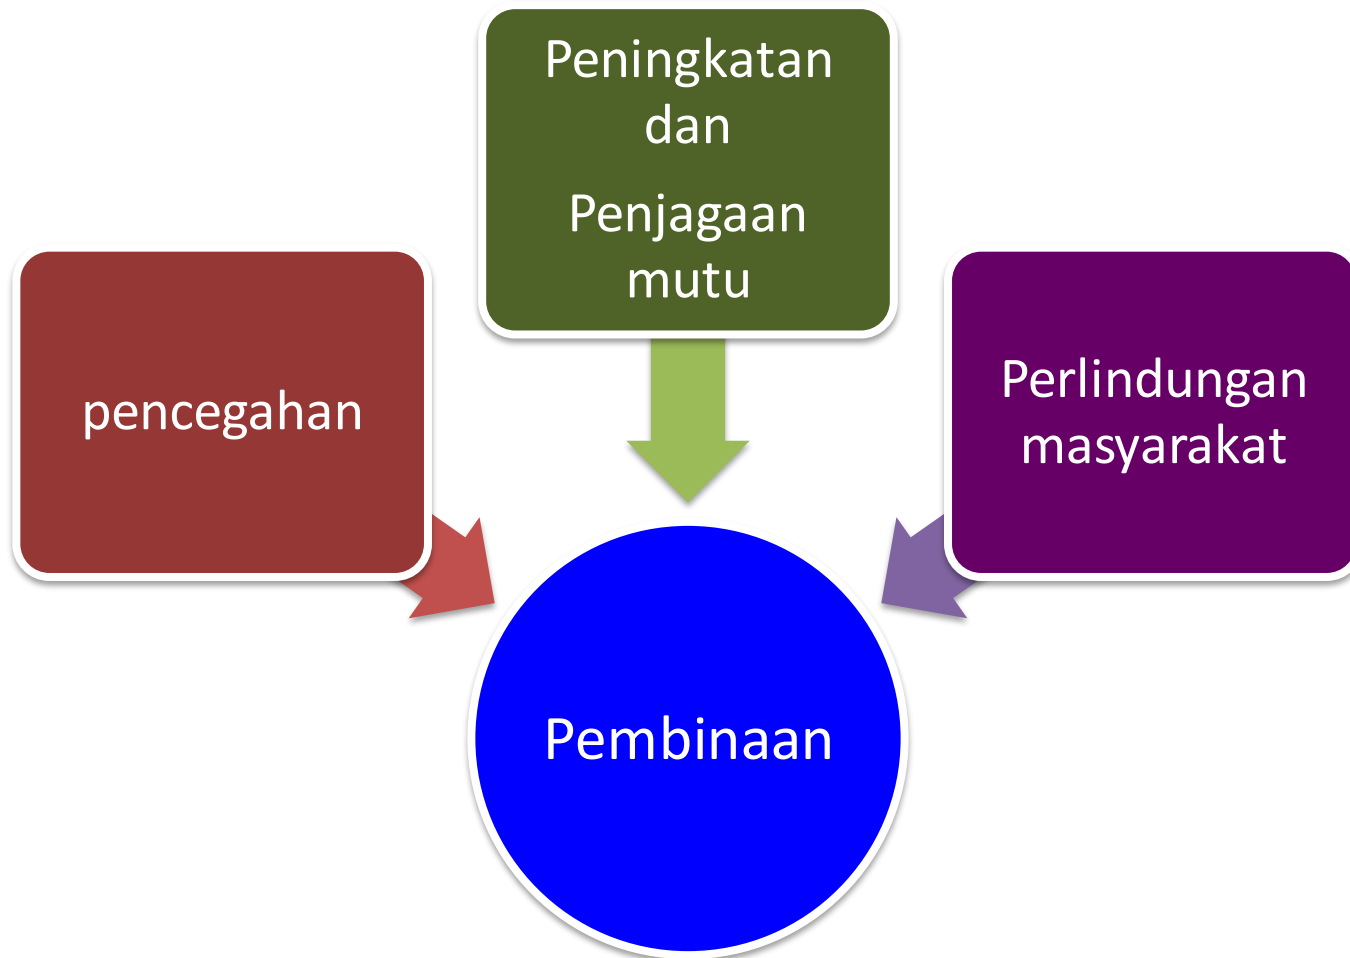 Peningkatan
dan
Penjagaan
mutu
pencegahan
Perlindungan
masyarakat
Pembinaan